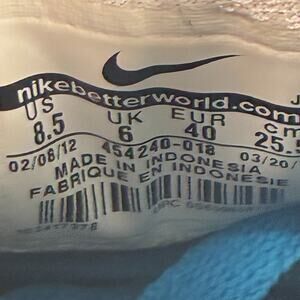 nikebetterworld.com
US UK EUR cm
8.5 6 40 25.5
02/08/12 454240-018 03/20/
MADE IN INDONESIA
FABRIQUE EN INDONESIA